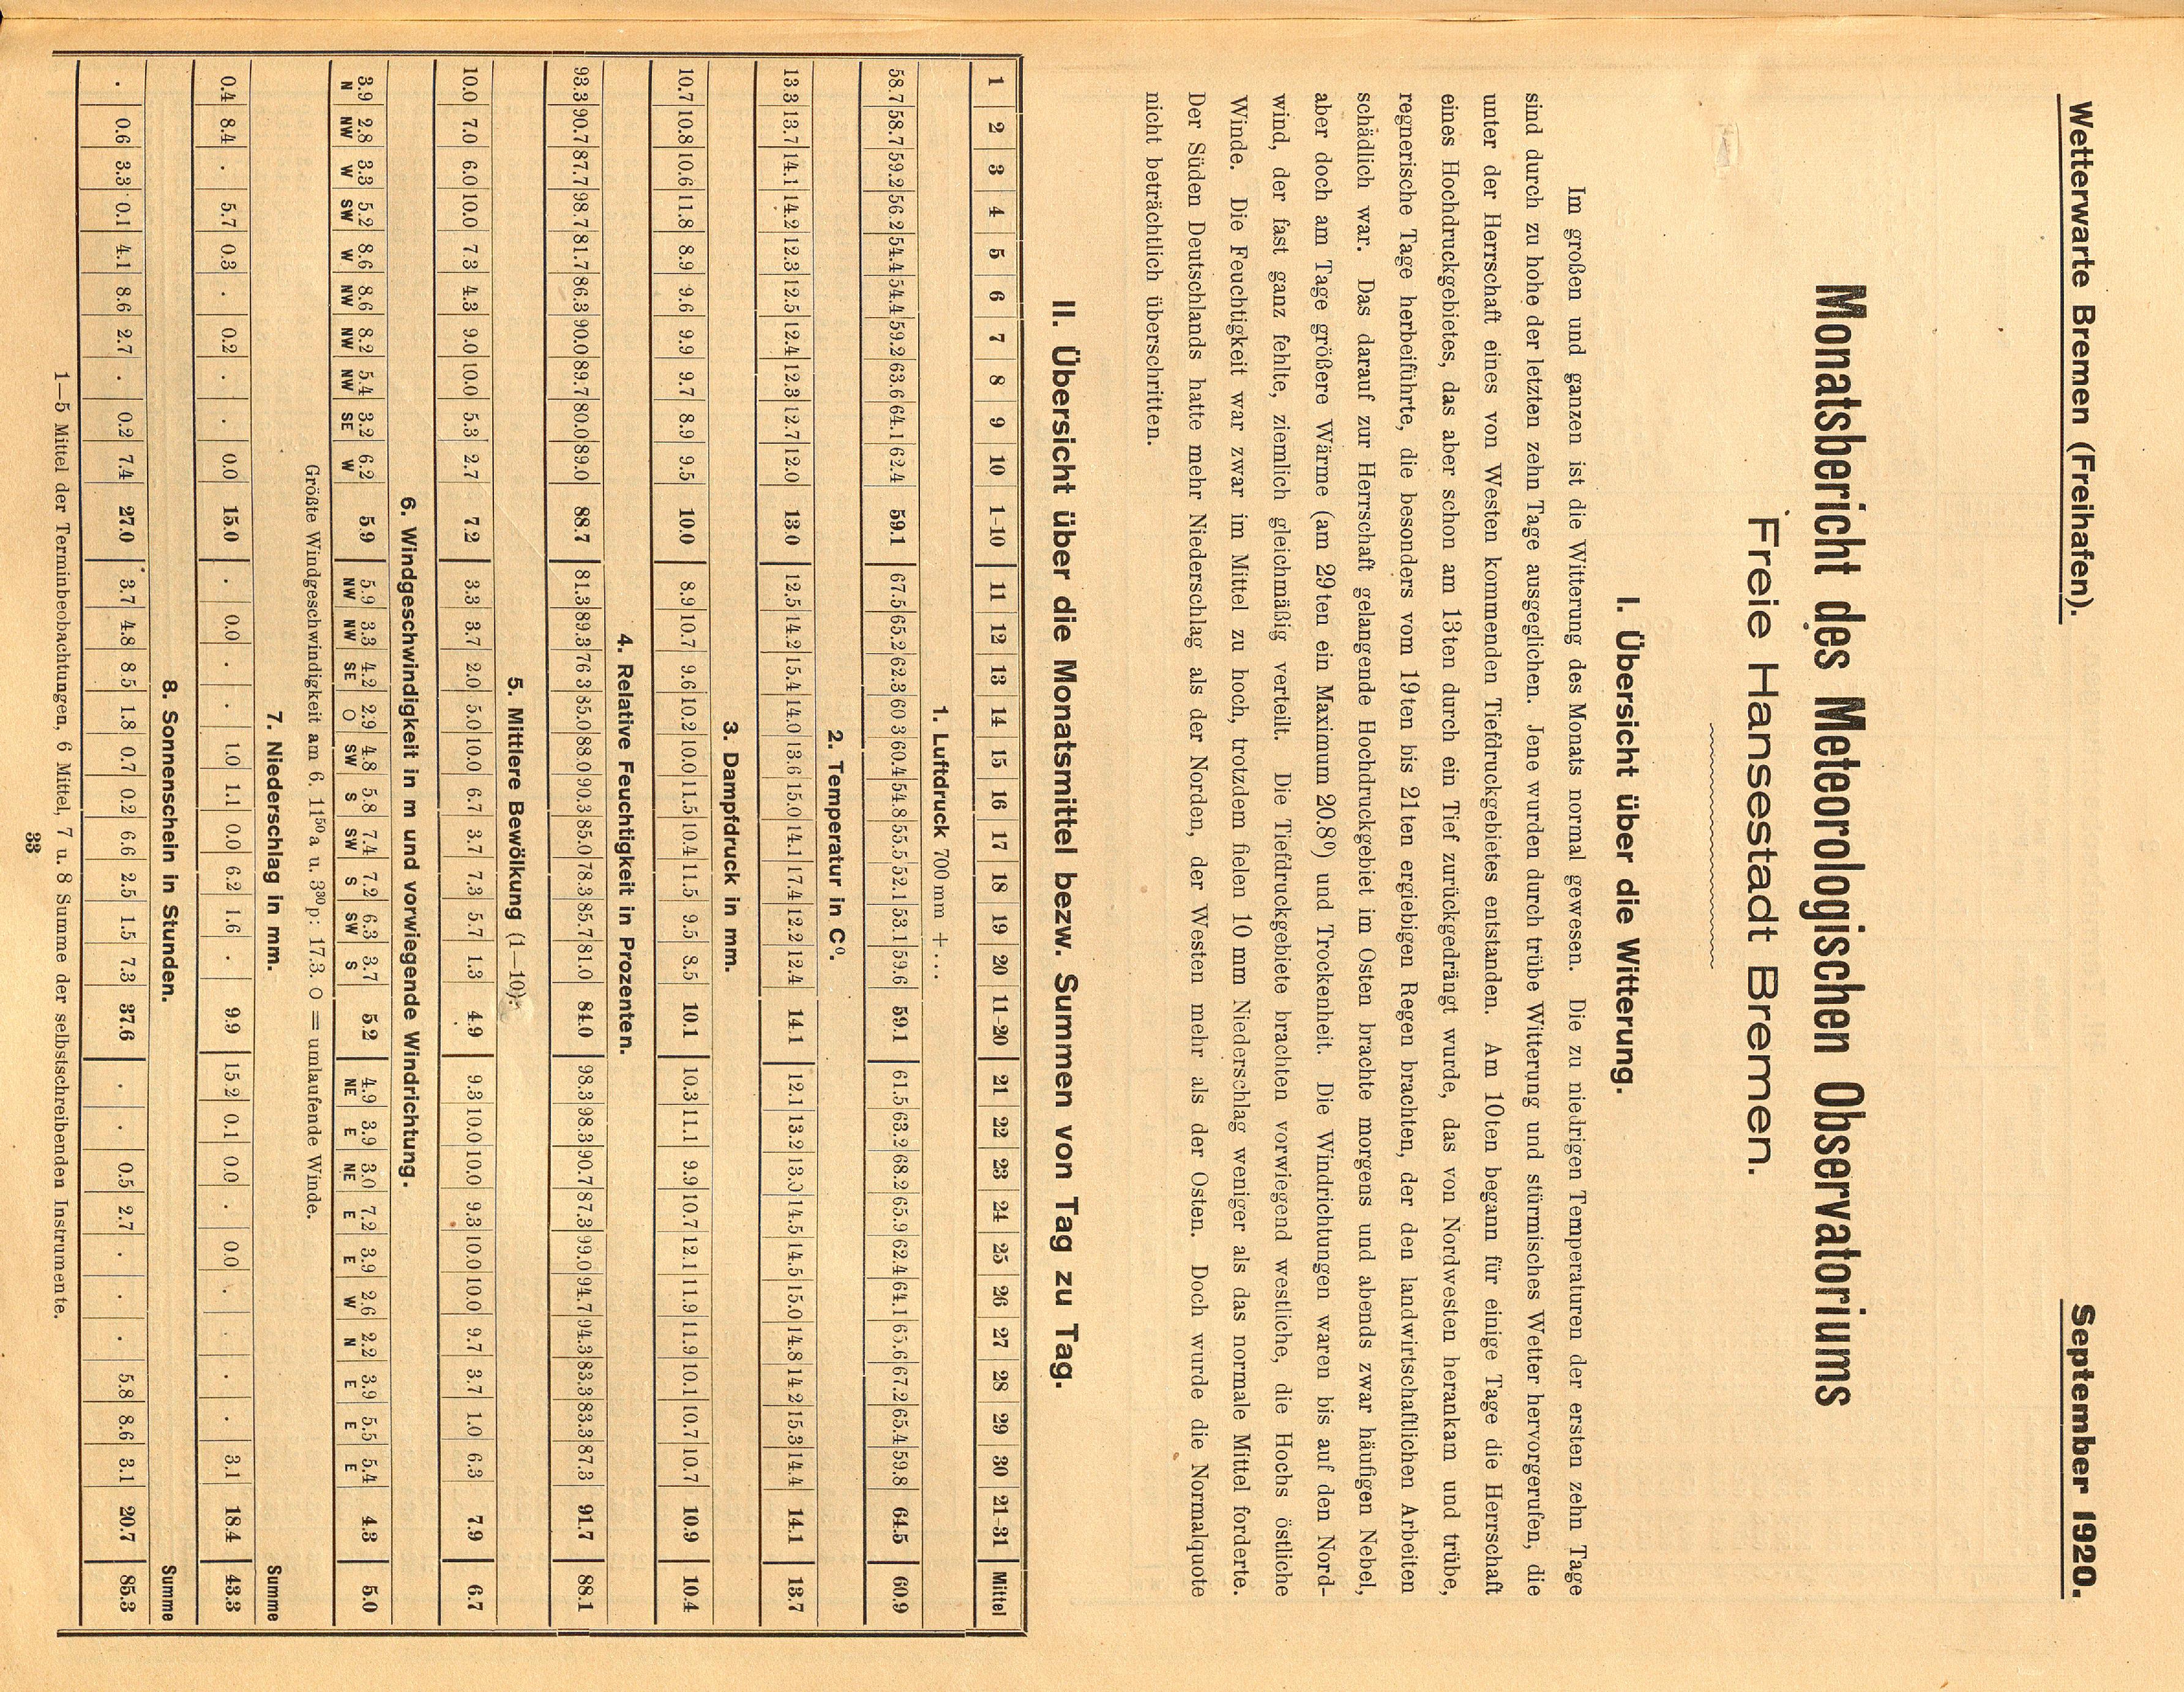 Wetterwarte Bremen (Freihafen). September 1920.
Monatsbericht des Meteorologischen Observatoriums
Freie Hansestadt Bremen.
I. Übersicht über die Witterung.
Im großen und ganzen ist die Witterung des Monats normal gewesen. Die zu niedrigen Temperaturen der ersten zehn Tage
sind durch zu hohe der letzten zehn Tage ausgeglichen. Jene wurden durch trübe Witterung und stürmisches Wetter hervorgerufen, die
unter der Herrschaft eines von Westen kommenden Tiefdruckgebietes entstanden. Am 10ten begann für einige Tage die Herrschaft
eines Hochdruckgebietes, das aber schon am 13ten durch ein Tief zurückgedrängt wurde, das von Nordwesten herankam und trübe,
regnerische Tage herbeiführte, die besonders vom 19ten bis 21ten ergiebigen Regen brachten, der den landwirtschaftlichen Arbeiten
schädlich war. Das darauf zur Herrschaft gelangende Hochdruckgebiet im Osten brachte morgens und abends zwar häufigen Nebel,
aber doch am Tage größere Wärme (am 29ten ein Maximum 20.8⁰) und Trockenheit. Die Windrichtungen waren bis auf den Nord-
wind, der fast ganz fehlte, ziemlich gleichmäßig verteilt. Die Tiefdruckgebiete brachten vorwiegend westliche, die Hochs östliche
Winde. Die Feuchtigkeit war zwar im Mittel zu hoch, trotzdem fielen 10 mm Niederschlag weniger als das normale Mittel forderte.
Der Süden Deutschlands hatte mehr Niederschlag als der Norden, der Westen mehr als der Osten. Doch wurde die Normalquote
nicht beträchtlich überschritten.
II. Übersicht über die Monatsmittel bezw. Summen von Tag zu Tag.
1 2 3 4 5 6 7 8 9 10 1-10 11 12 13 14 15 16 17 18 19 20 11-20 21 22 23 24 25 26 27 28 29 30 21-31 Mittel
1. Luftdruck 700 mm + ...
58.7 58.7 59.2 56.2 54.4 54.4 59.2 63.6 64.1 62.4 59.1 67.5 65.2 62.3 60 3 60.4 54.8 55.5 52.1 53.1 59.6 59.1 61.5 63.2 68.2 65.9 62.4 64.1 65.6 67.2 65.4 59.8 64.5 60.9
2. Temperatur in C⁰.
13.3 13.7 14.1 14.2 12.3 12.5 12.4 12.3 12.7 12.0 13.0 12.5 14.2 15.4 14.0 13.6 15.0 14.1 17.4 12.2 12.4 14.1 12.1 13.2 13.0 14.5 14.5 15.0 14.8 14.2 15.3 14.4 14.1 13.7
3. Dampfdruck in mm.
10.7 10.8 10.6 11.8 8.9 9.6 9.9 9.7 8.9 9.5 10.0 8.9 10.7 9.6 10.2 10.0 11.5 10.4 11.5 9.5 8.5 10.1 10.3 11.1 9.9 10.7 12.1 11.9 11.9 10.1 10.7 10.7 10.9 10.4
4. Relative Feuchtigkeit in Prozenten.
93.3 90.7 87.7 98.7 81.7 86.3 90.0 89.7 80.0 89.0 88.7 81.3 89.3 76 3 85.0 88.0 90.3 85.0 78.3 85.7 81.0 84.0 98.3 98.3 90.7 87.3 99.0 94.7 94.3 83.3 83.3 87.3 91.7 88.1
5. Mittlere Bewölkung (1—10).
10.0 7.0 6.0 10.0 7.3 4.3 9.0 10.0 5.3 2.7 7.2 3.3 3.7 2.0 5.0 10.0 6.7 3.7 7.3 5.7 1.3 4.9 9.3 10.0 10.0 9.3 10.0 10.0 9.7 3.7 1.0 6.3 7.9 6.7
6. Windgeschwindigkeit in m und vorwiegende Windrichtung.
3.9 2.8 3.3 5.2 8.6 8.6 8.2 5.4 3.2 6.2 5.9 5.9 3.3 4.2 2.9 4.8 5.8 7.4 7.2 6.3 3.7 5.2 4.9 3.9 3.0 7.2 3.9 2.6 2.2 3.9 5.5 5.4 4.3 5.0
N NW W SW W NW NW NW SE W NW NW SE O SW S SW S SW S NE E NE E E W N E E E
Größte Windgeschwindigkeit am 6. 11⁵⁰a u. 3³⁰p: 17.3. O = umlaufende Winde.
7. Niederschlag in mm. Summe
0.4 8.4 . 5.7 0.3 . 0.2 . . 0.0 15.0 . 0.0 . . 1.0 1.1 0.0 6.2 1.6 . 9.9 15.2 0.1 0.0 . 0.0 . . . . 3.1 18.4 43.3
8. Sonnenschein in Stunden. Summe
. 0.6 3.3 0.1 4.1 8.6 2.7 . 0.2 7.4 27.0 3.7 4.8 8.5 1.8 0.7 0.2 6.6 2.5 1.5 7.3 37.6 . . 0.5 2.7 . . . 5.8 8.6 3.1 20.7 85.3
1—5 Mittel der Terminbeobachtungen, 6 Mittel, 7 u. 8 Summe der selbstschreibenden Instrumente.
33